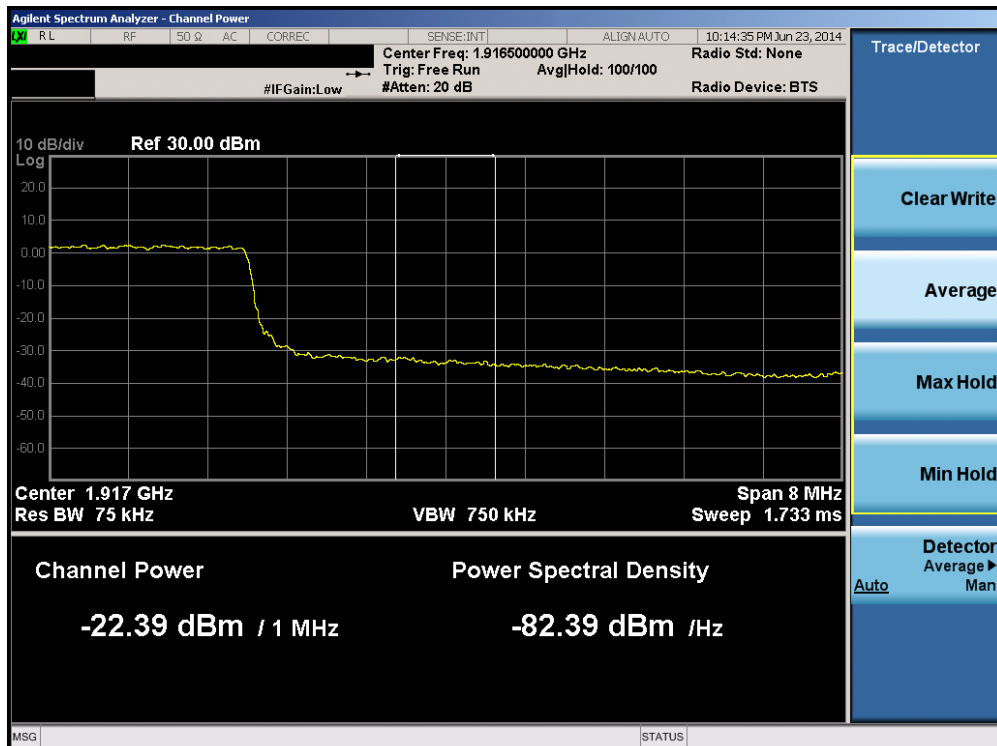 Agilent Spectrum Analyzer - Channel Power
LXI RL RF 50 Ω AC CORREC SENSE:INT ALIGN AUTO 10:14:35 PM Jun 23, 2014
Center Freq: 1.916500000 GHz Radio Std: None
Trig: Free Run Avg|Hold: 100/100
#IFGain:Low #Atten: 20 dB Radio Device: BTS
10 dB/div Ref 30.00 dBm
Log
20.0
10.0
0.00
-10.0
-20.0
-30.0
-40.0
-50.0
-60.0
Center 1.917 GHz Span 8 MHz
Res BW 75 kHz VBW 750 kHz Sweep 1.733 ms
Channel Power Power Spectral Density
-22.39 dBm / 1 MHz -82.39 dBm /Hz
MSG STATUS
Trace/Detector
Clear Write
Average
Max Hold
Min Hold
Detector
Average▶
Auto Man